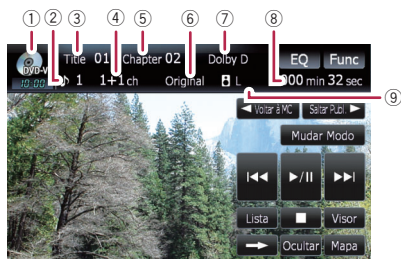 ① ② ③ ④ ⑤ ⑥ ⑦ ⑧
DVD-V Title 01 Chapter 02 Dolby D EQ Func
10:00 1 1+1 ch Original L 000 min 32 sec
⑨
Voltar à MC Saltar Publ.
Mudar Modo
Lista Visor
Ocultar Mapa